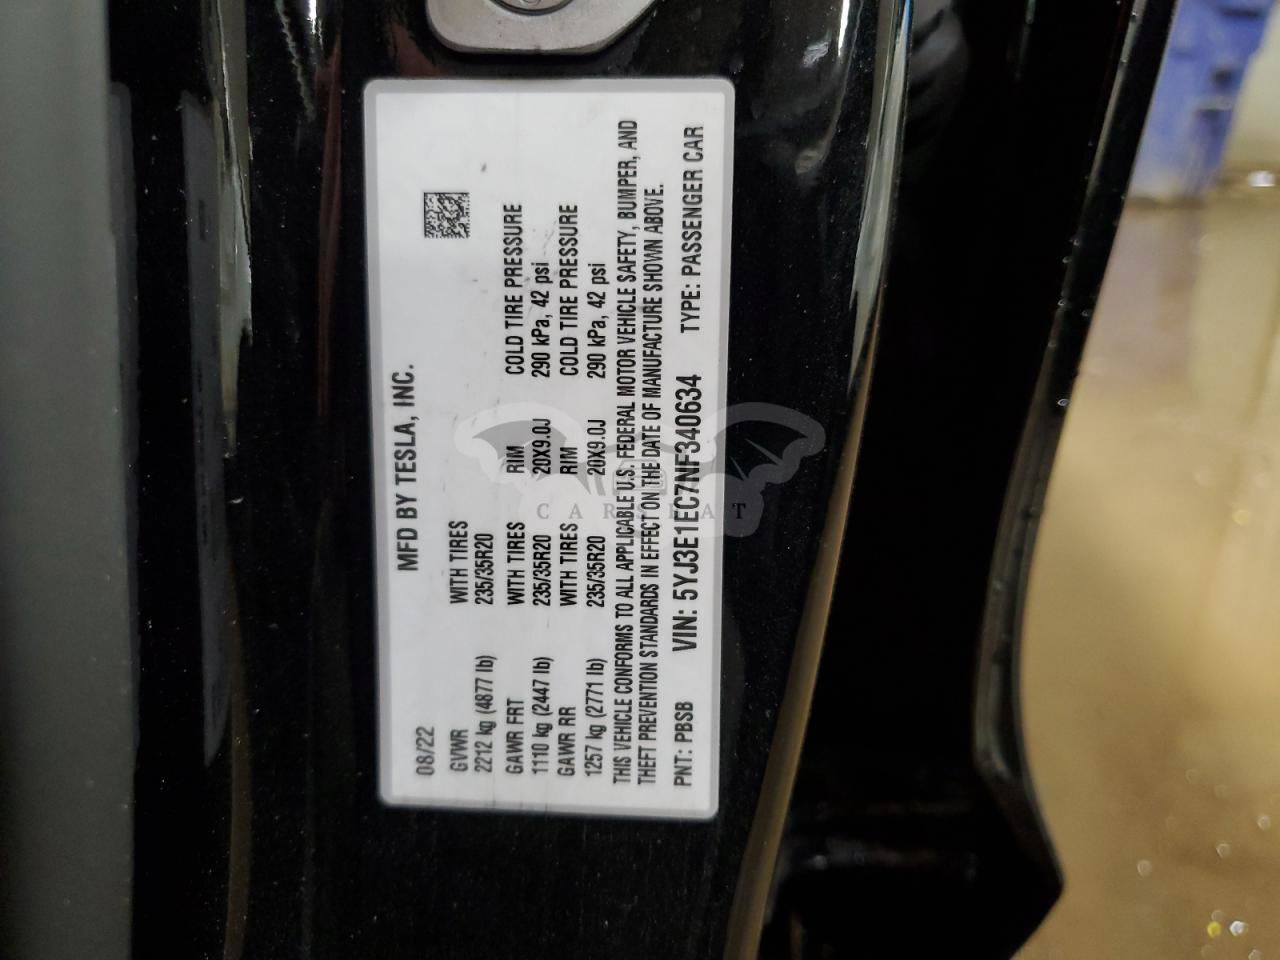 MFD BY TESLA, INC.
08/22
GVWR WITH TIRES
2212 kg (4877 lb) 235/35R20
GAWR FRT WITH TIRES RIM COLD TIRE PRESSURE
1110 kg (2447 lb) 235/35R20 20X9.0J 290 kPa, 42 psi
GAWR RR WITH TIRES RIM COLD TIRE PRESSURE
1257 kg (2771 lb) 235/35R20 20X9.0J 290 kPa, 42 psi
THIS VEHICLE CONFORMS TO ALL APPLICABLE U.S. FEDERAL MOTOR VEHICLE SAFETY, BUMPER, AND
THEFT PREVENTION STANDARDS IN EFFECT ON THE DATE OF MANUFACTURE SHOWN ABOVE.
PNT: PBSB VIN: 5YJ3E1EC7NF340634 TYPE: PASSENGER CAR